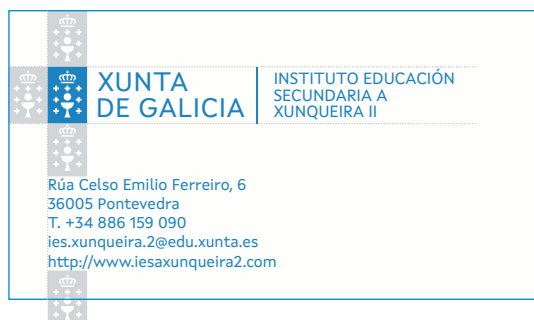 XUNTA
DE GALICIA
INSTITUTO EDUCACIÓN
SECUNDARIA A
XUNQUEIRA II
Rúa Celso Emilio Ferreiro, 6
36005 Pontevedra
T. +34 886 159 090
ies.xunqueira.2@edu.xunta.es
http://www.iesaxunqueira2.com